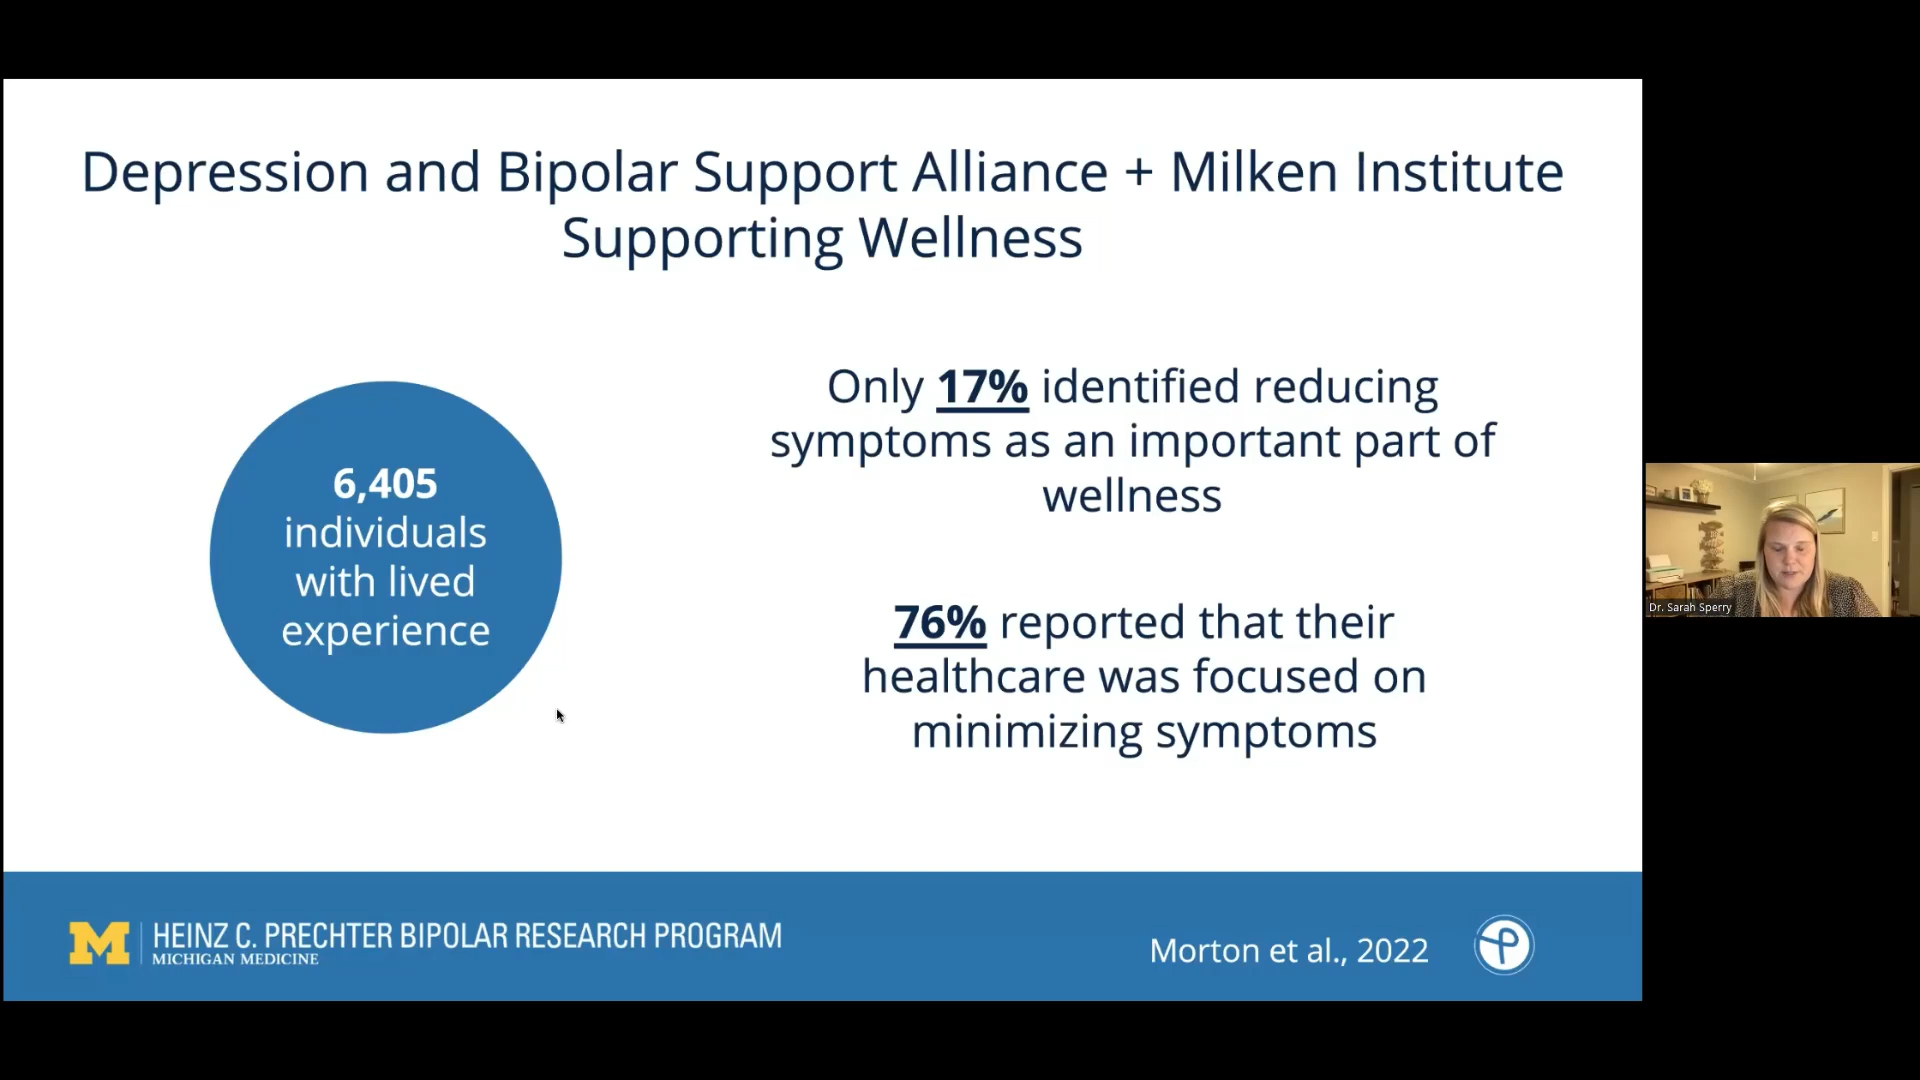 Depression and Bipolar Support Alliance + Milken Institute
Supporting Wellness
6,405
individuals
with lived
experience
Only 17% identified reducing
symptoms as an important part of
wellness
76% reported that their
healthcare was focused on
minimizing symptoms
M
HEINZ C. PRECHTER BIPOLAR RESEARCH PROGRAM
MICHIGAN MEDICINE
Morton et al., 2022
P
Dr. Sarah Sperry